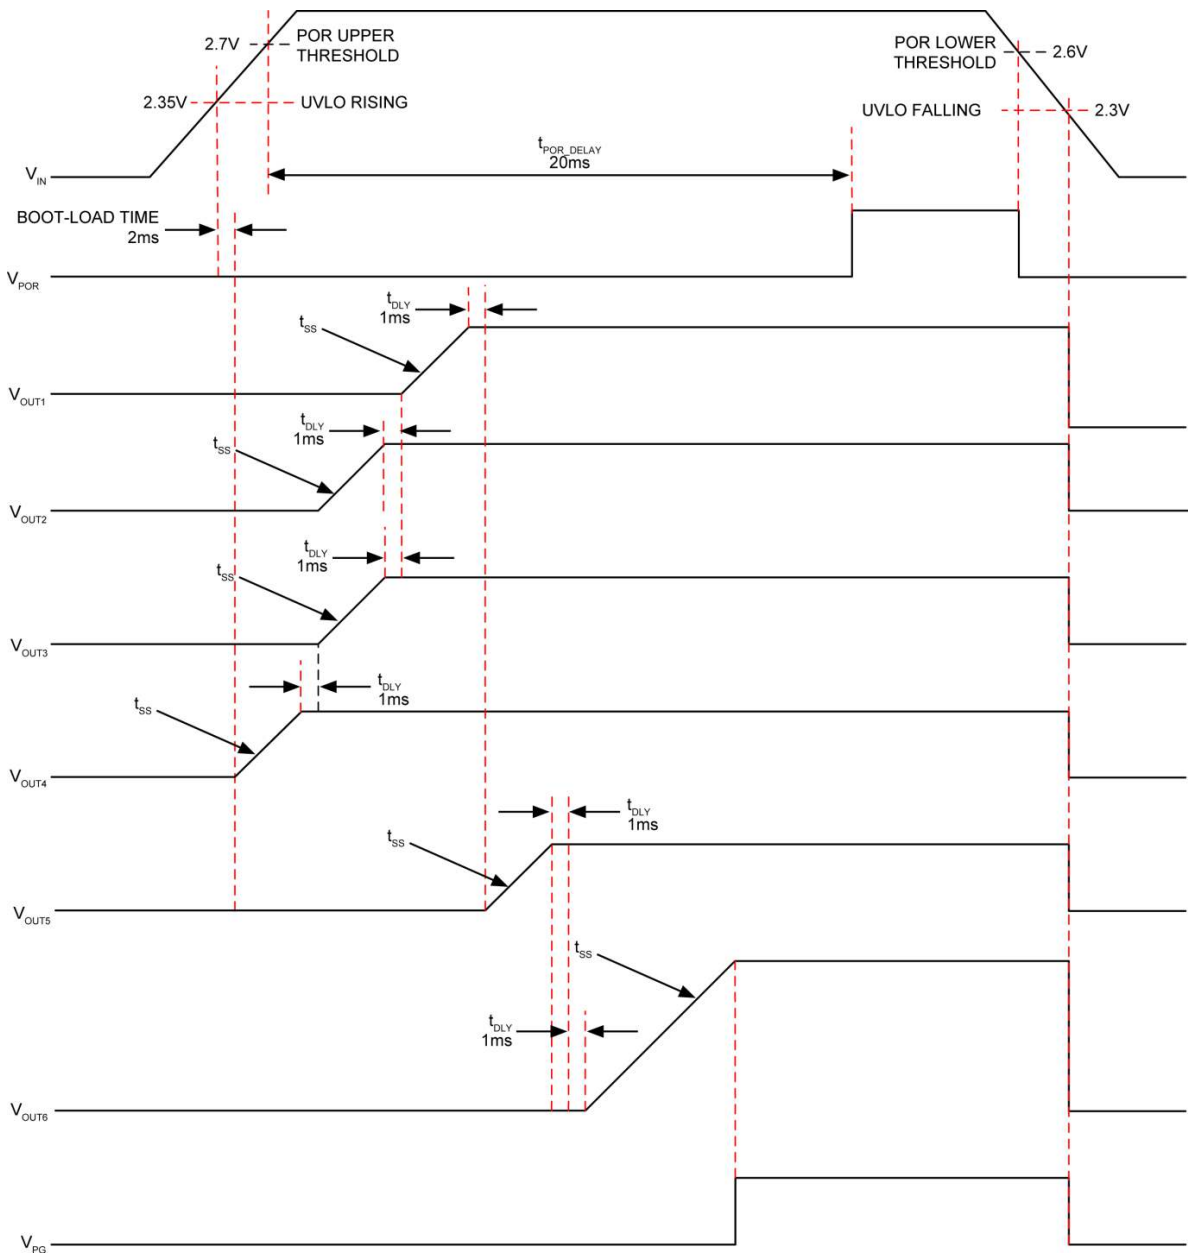 2.7V
POR UPPER
THRESHOLD
POR LOWER
THRESHOLD
2.6V
2.35V
UVLO RISING
UVLO FALLING
2.3V
tPOR_DELAY
20ms
VIN
BOOT-LOAD TIME
2ms
VPOR
tDLY
1ms
tSS
VOUT1
tDLY
1ms
tSS
VOUT2
tDLY
1ms
tSS
VOUT3
tDLY
1ms
tSS
VOUT4
tDLY
1ms
tSS
VOUT5
tSS
tDLY
1ms
VOUT6
VPG